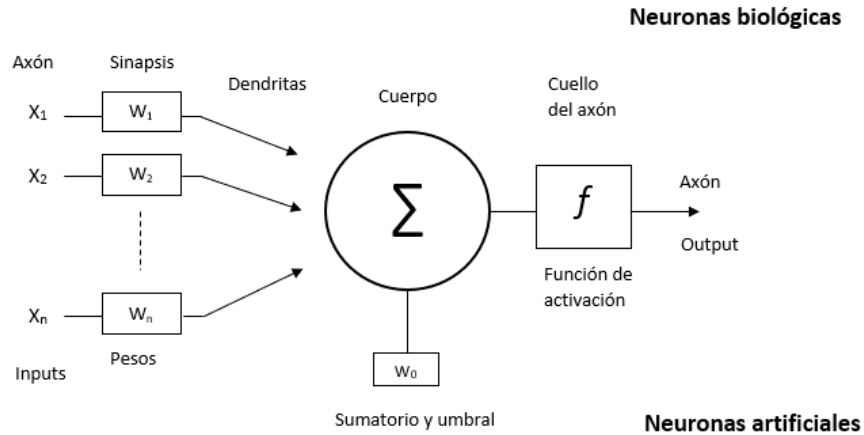 Neuronas biológicas
Axón
Sinapsis
Dendritas
Cuerpo
Cuello
del axón
X₁
W₁
X₂
W₂
Σ
f
Axón
Output
Función de
activación
Xₙ
Wₙ
Pesos
Inputs
W₀
Sumatorio y umbral
Neuronas artificiales